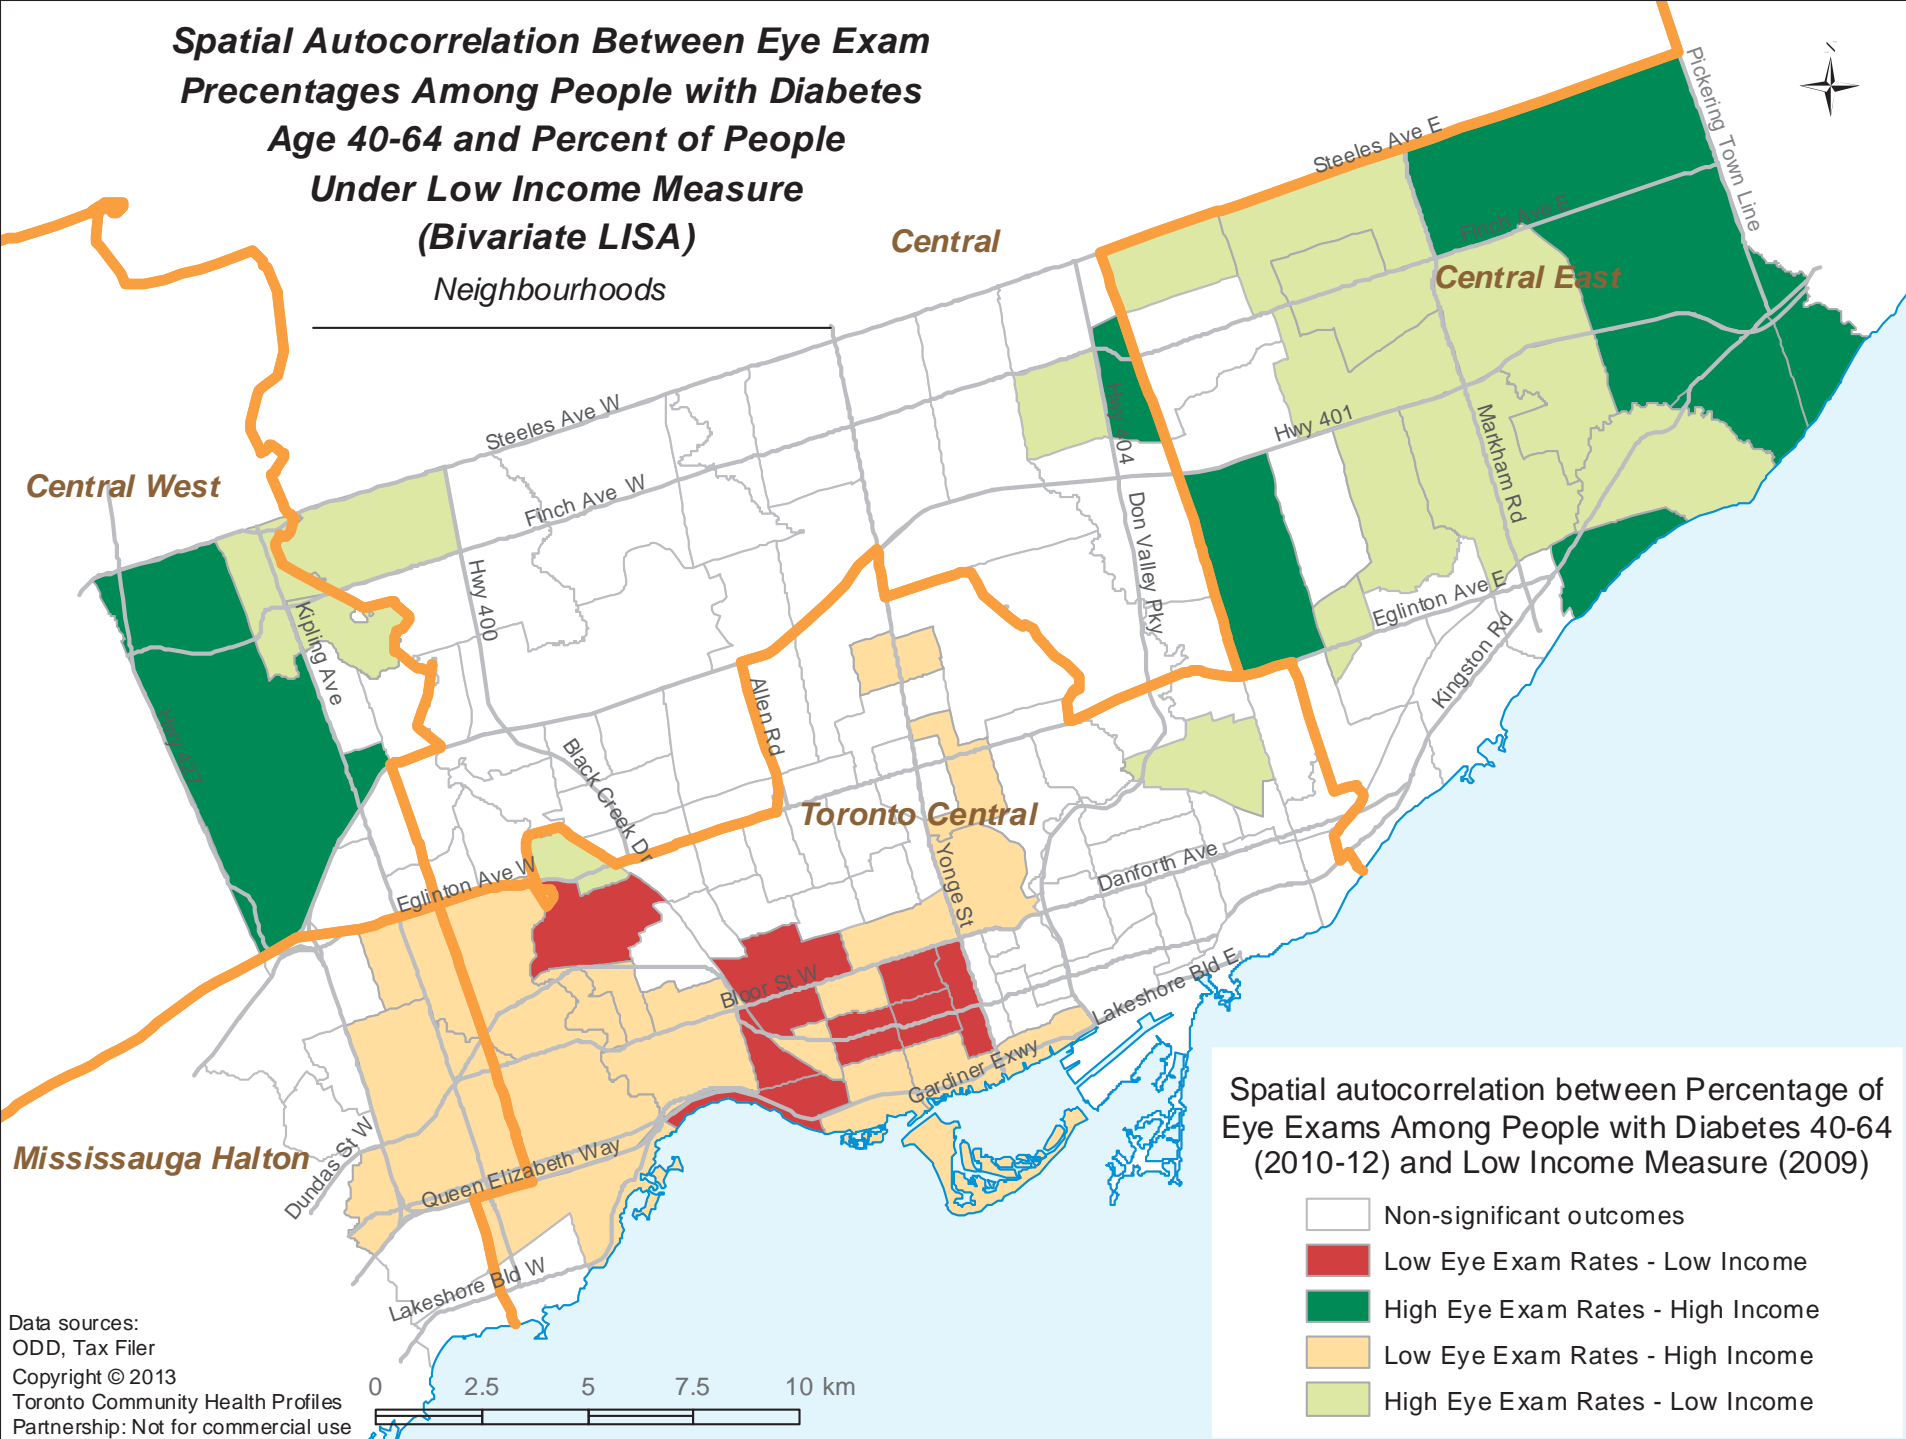 Spatial Autocorrelation Between Eye Exam
Precentages Among People with Diabetes
Age 40-64 and Percent of People
Under Low Income Measure
(Bivariate LISA)
Neighbourhoods
N
Pickering Town Line
Steeles Ave E
Finch Ave E
Central
Central East
Hwy 404
Hwy 401
Markham Rd
Steeles Ave W
Central West
Finch Ave W
Don Valley Pky
Hwy 400
Kipling Ave
Eglinton Ave E
Kingston Rd
Hwy 427
Allen Rd
Black Creek Dr
Toronto Central
Yonge St
Danforth Ave
Eglinton Ave W
Bloor St W
Lakeshore Bld E
Gardiner Exwy
Mississauga Halton
Dundas St W
Queen Elizabeth Way
Lakeshore Bld W
Spatial autocorrelation between Percentage of
Eye Exams Among People with Diabetes 40-64
(2010-12) and Low Income Measure (2009)
Non-significant outcomes
Low Eye Exam Rates - Low Income
High Eye Exam Rates - High Income
Low Eye Exam Rates - High Income
High Eye Exam Rates - Low Income
Data sources:
ODD, Tax Filer
Copyright © 2013
Toronto Community Health Profiles
Partnership: Not for commercial use
0 2.5 5 7.5 10 km